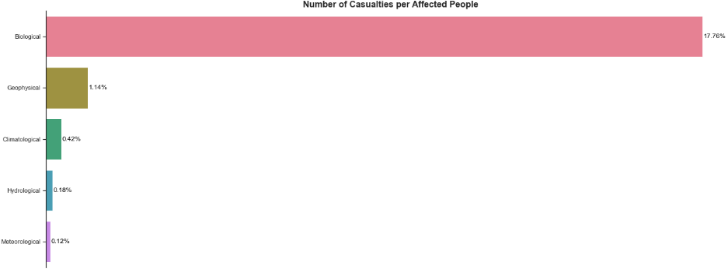 Number of Casualties per Affected People
Biological
17.76%
Geophysical
1.14%
Climatological
0.42%
Hydrological
0.18%
Meteorological
0.12%